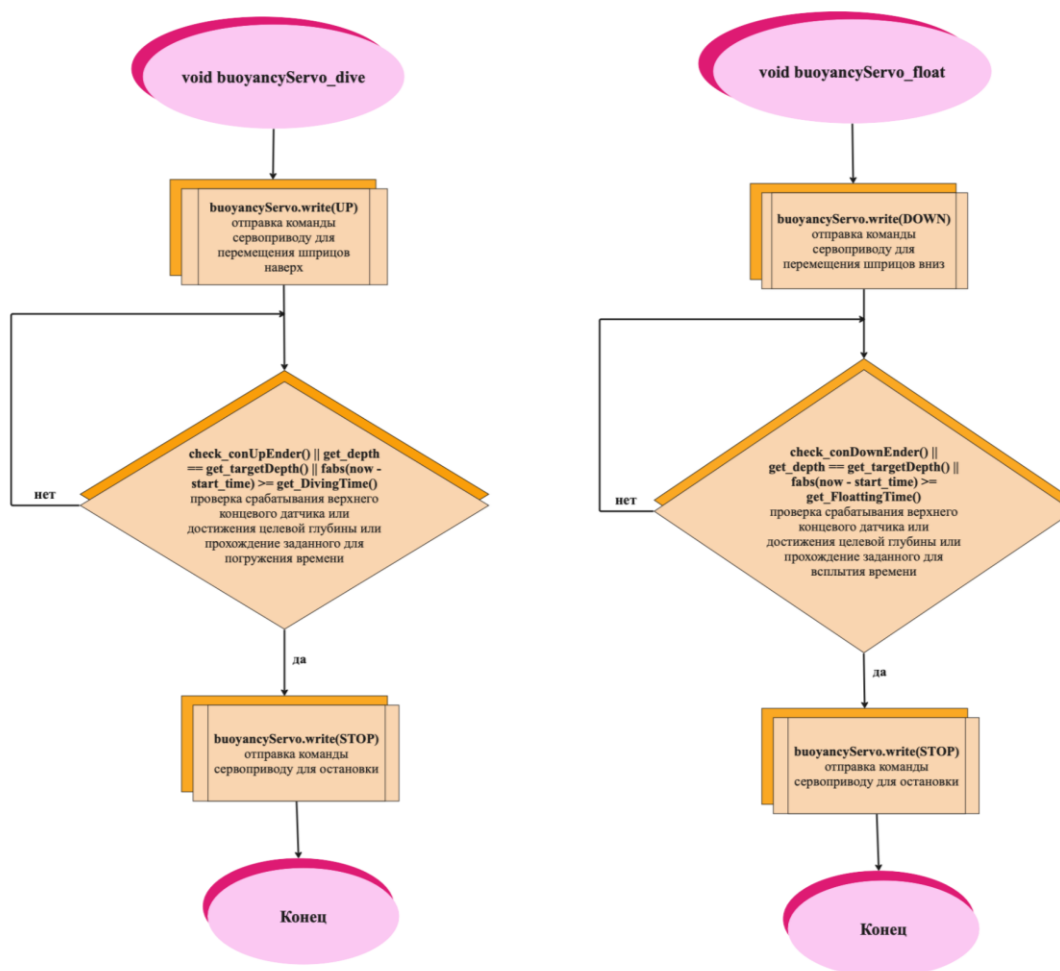 void buoyancyServo_dive
buoyancyServo.write(UP)
отправка команды
сервоприводу для
перемещения шприцов
наверх
check_conUpEnder() || get_depth
== get_targetDepth() || fabs(now -
start_time) >= get_DivingTime()
проверка срабатывания верхнего
концевого датчика или
достижения целевой глубины или
прохождение заданного для
погружения времени
нет
да
buoyancyServo.write(STOP)
отправка команды
сервоприводу для остановки
Конец
void buoyancyServo_float
buoyancyServo.write(DOWN)
отправка команды
сервоприводу для
перемещения шприцов вниз
check_conDownEnder() ||
get_depth == get_targetDepth() ||
fabs(now - start_time) >=
get_FloattingTime()
проверка срабатывания верхнего
концевого датчика или
достижения целевой глубины или
прохождение заданного для
всплытия времени
нет
да
buoyancyServo.write(STOP)
отправка команды
сервоприводу для остановки
Конец